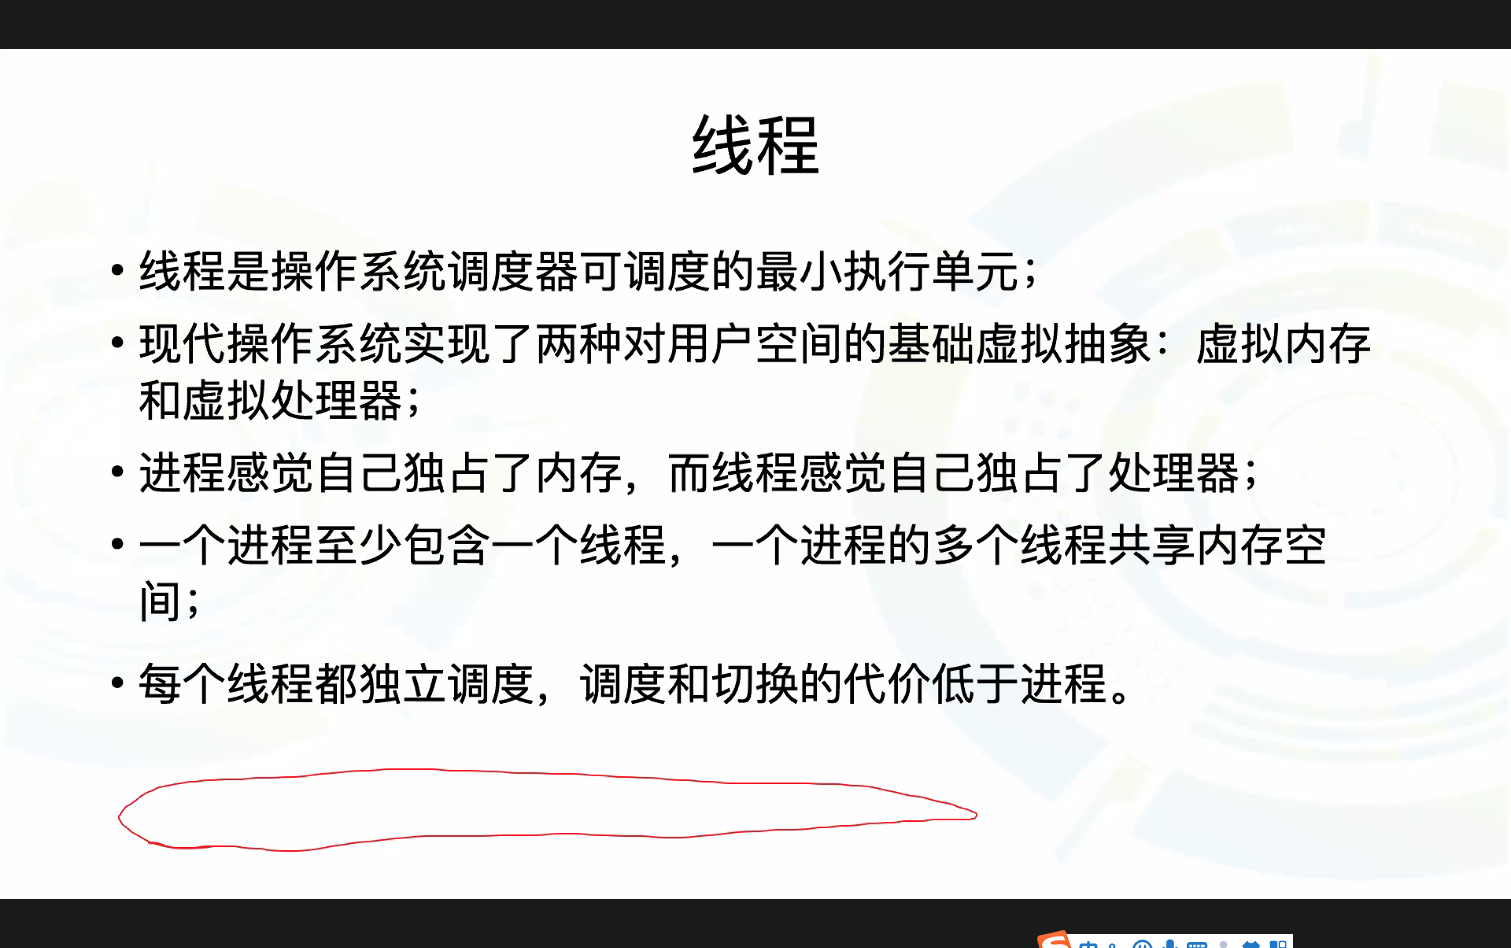 线程
• 线程是操作系统调度器可调度的最小执行单元；
• 现代操作系统实现了两种对用户空间的基础虚拟抽象：虚拟内存
和虚拟处理器；
• 进程感觉自己独占了内存，而线程感觉自己独占了处理器；
• 一个进程至少包含一个线程，一个进程的多个线程共享内存空
间；
• 每个线程都独立调度，调度和切换的代价低于进程。